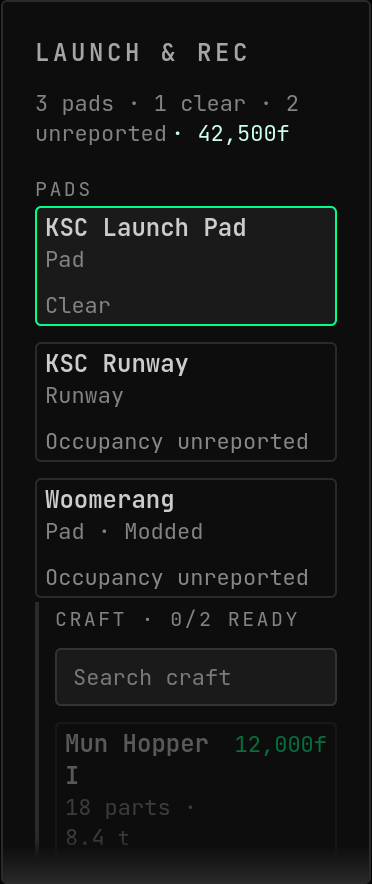 LAUNCH & REC
3 pads · 1 clear · 2
unreported · 42,500f
PADS
KSC Launch Pad
Pad
Clear
KSC Runway
Runway
Occupancy unreported
Woomerang
Pad · Modded
Occupancy unreported
CRAFT · 0/2 READY
Search craft
Mun Hopper 12,000f
I
18 parts ·
8.4 t